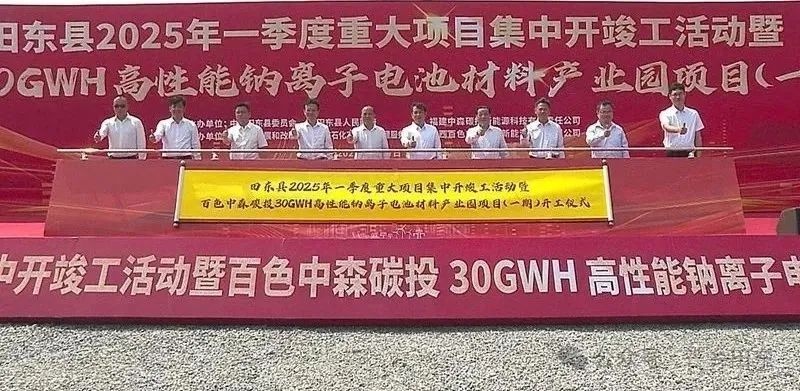 田东县2025年一季度重大项目集中开竣工活动暨
30GWH高性能钠离子电池材料产业园项目(一
田东县2025年一季度重大项目集中开竣工活动暨
百色中森碳投30GWH高性能钠离子电池材料产业园项目(一期)开工仪式
中开竣工活动暨百色中森碳投 30GWH 高性能钠离子电